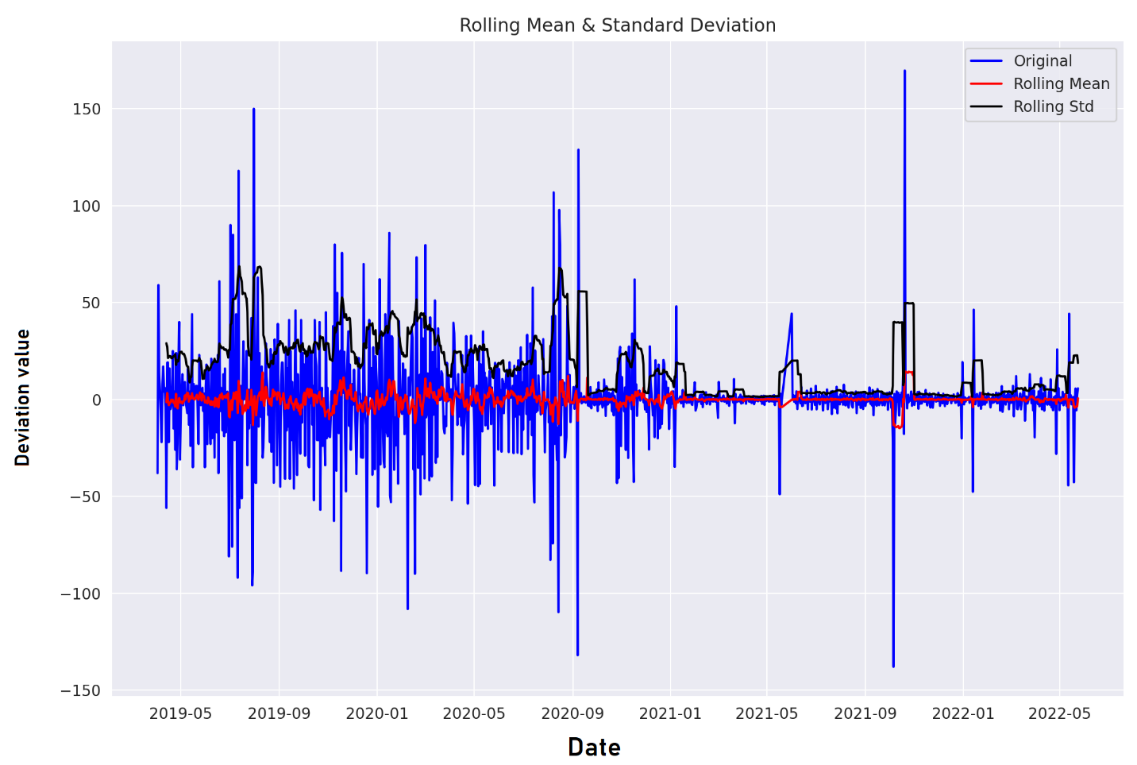 Rolling Mean & Standard Deviation
Original
Rolling Mean
Rolling Std
150
100
50
0
−50
−100
−150
Deviation value
2019-05 2019-09 2020-01 2020-05 2020-09 2021-01 2021-05 2021-09 2022-01 2022-05
Date